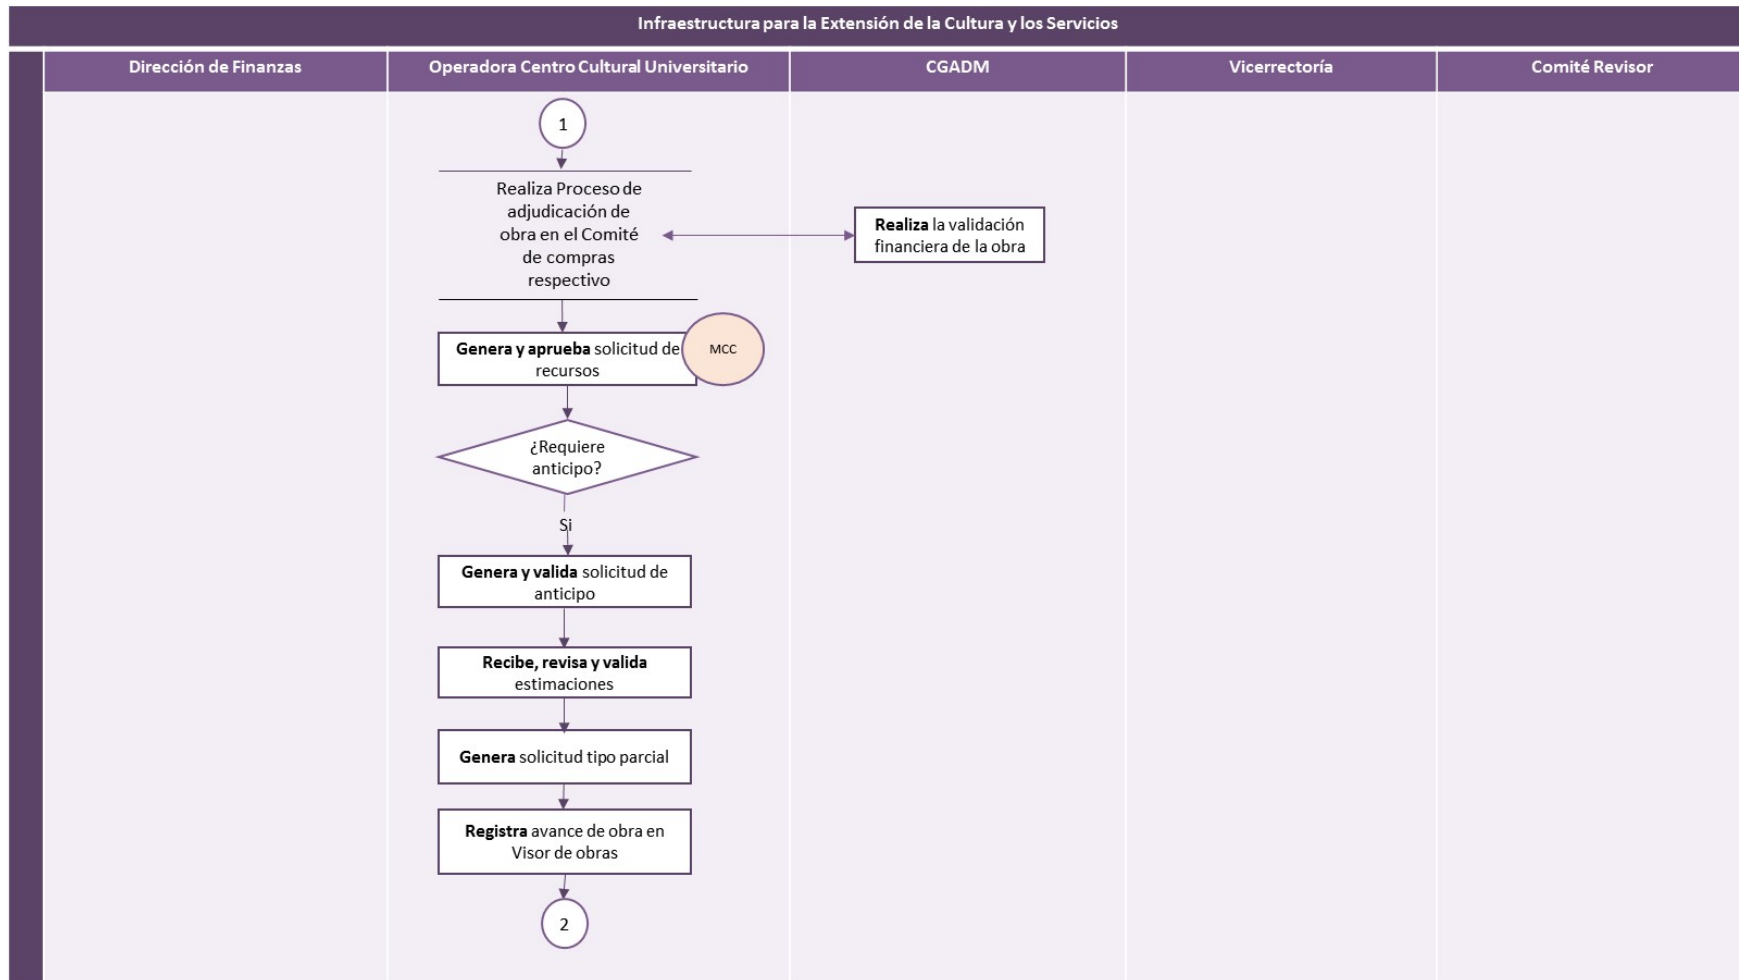 Infraestructura para la Extensión de la Cultura y los Servicios
Dirección de Finanzas
Operadora Centro Cultural Universitario
CGADM
Vicerrectoría
Comité Revisor
1
Realiza Proceso de
adjudicación de
obra en el Comité
de compras
respectivo
Realiza la validación
financiera de la obra
Genera y aprueba solicitud de
recursos
MCC
¿Requiere
anticipo?
Si
Genera y valida solicitud de
anticipo
Recibe, revisa y valida
estimaciones
Genera solicitud tipo parcial
Registra avance de obra en
Visor de obras
2